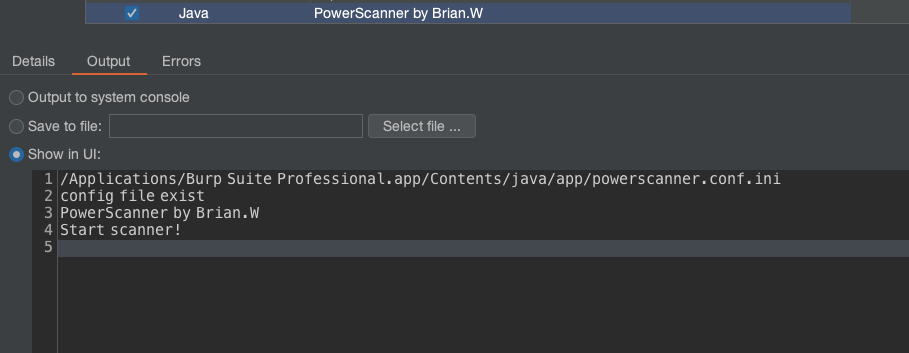 Java PowerScanner by Brian.W
Details Output Errors
Output to system console
Save to file: Select file ...
Show in UI:
1 /Applications/Burp Suite Professional.app/Contents/java/app/powerscanner.conf.ini
2 config file exist
3 PowerScanner by Brian.W
4 Start scanner!
5